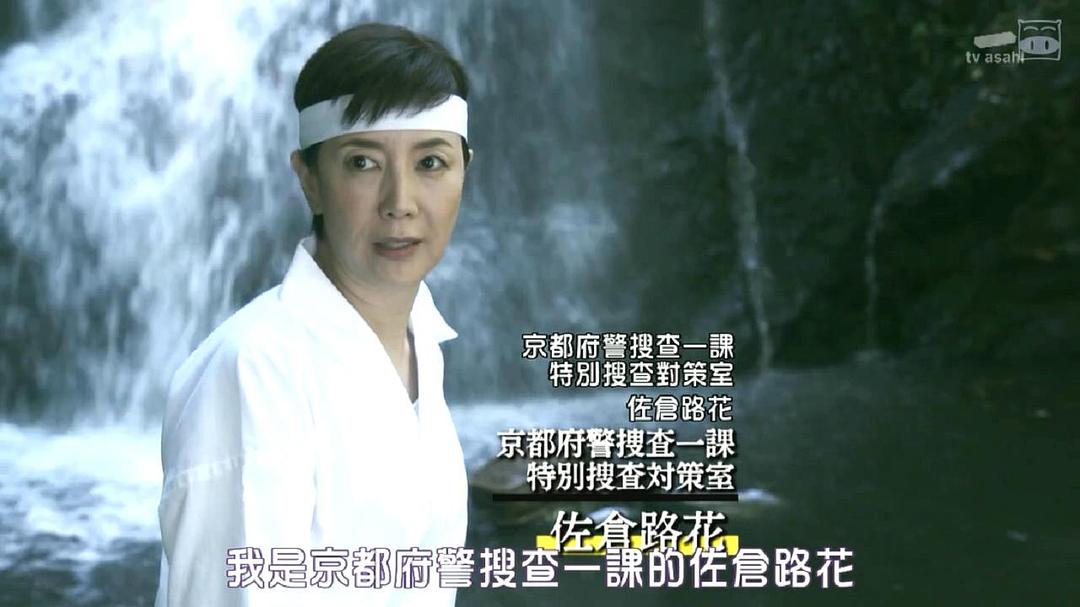 tv asahi
京都府警搜查一課
特別搜查對策室
佐倉路花
京都府警捜査一課
特別捜査対策室
佐倉路花
我是京都府警搜查一課的佐倉路花